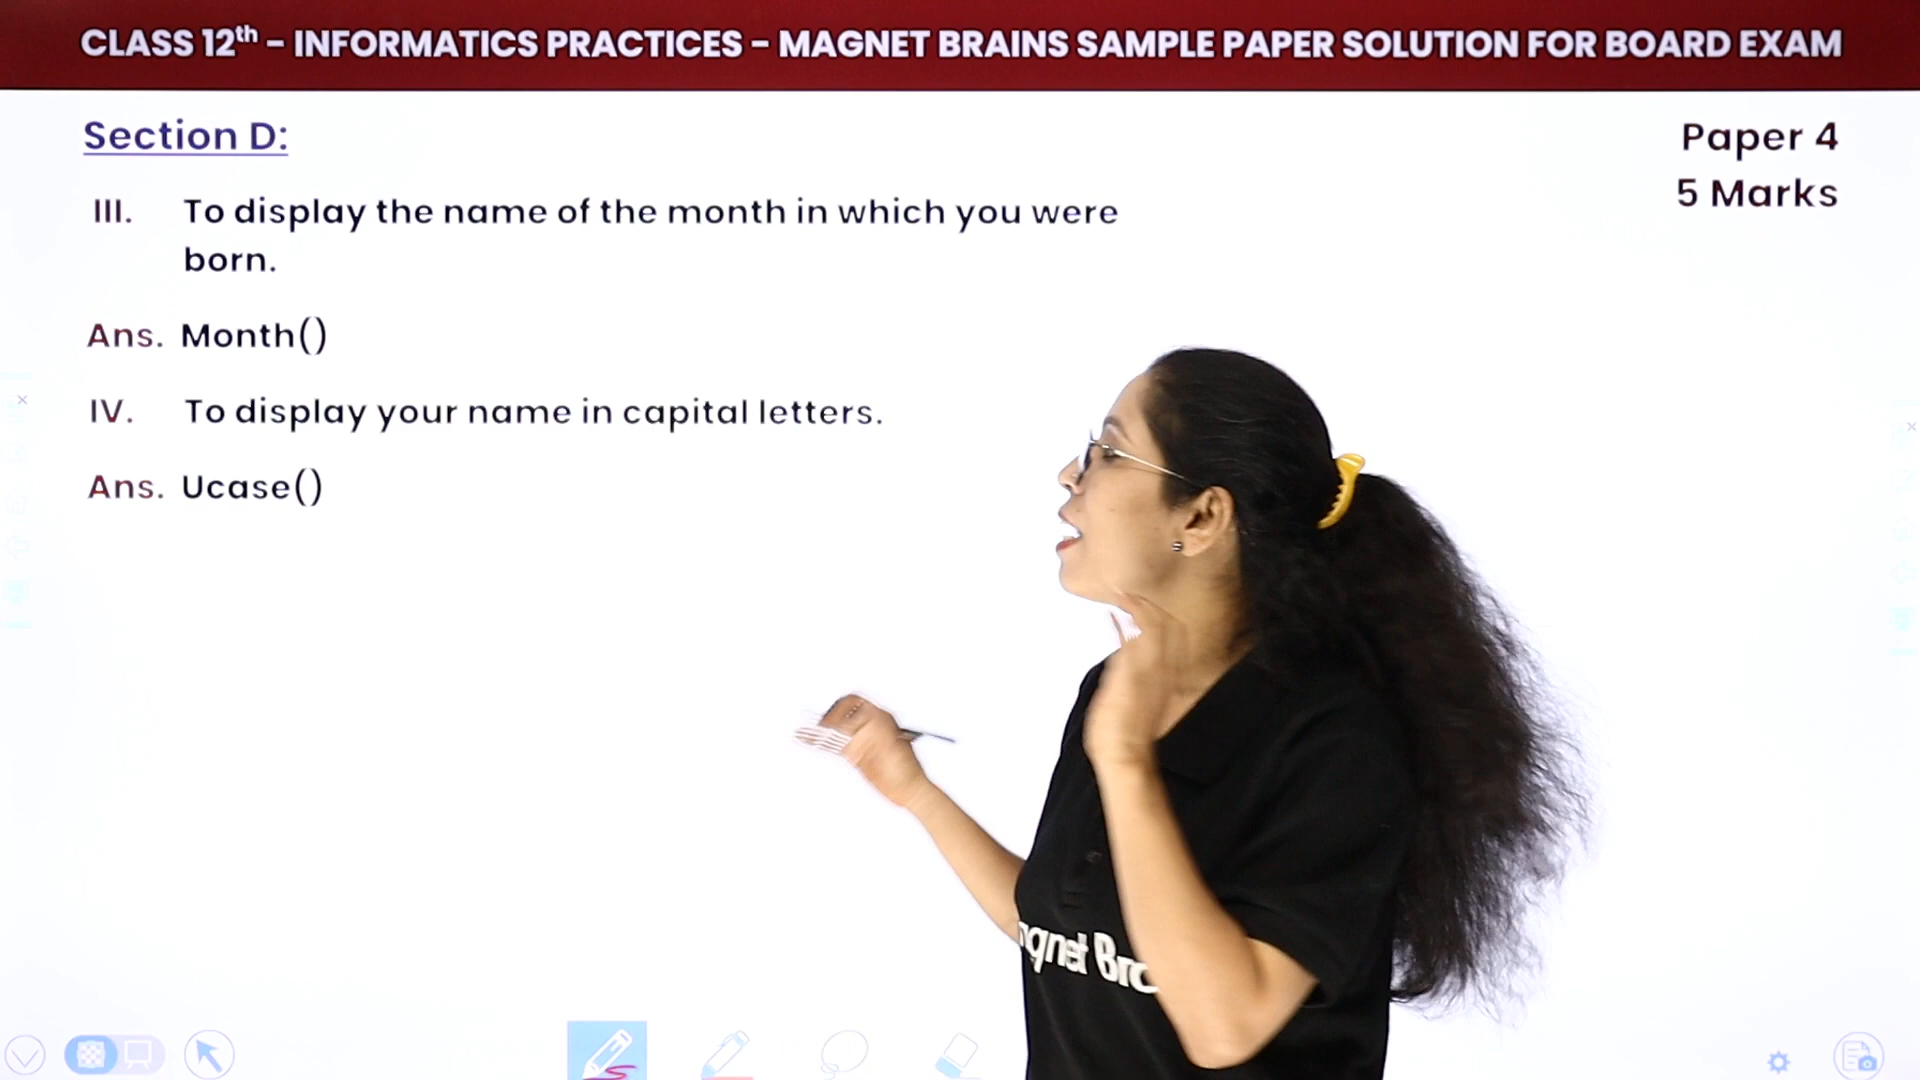 CLASS 12th – INFORMATICS PRACTICES – MAGNET BRAINS SAMPLE PAPER SOLUTION FOR BOARD EXAM
Section D:
Paper 4
5 Marks
III. To display the name of the month in which you were
born.
Ans. Month()
IV. To display your name in capital letters.
Ans. Ucase()
gnet Bra